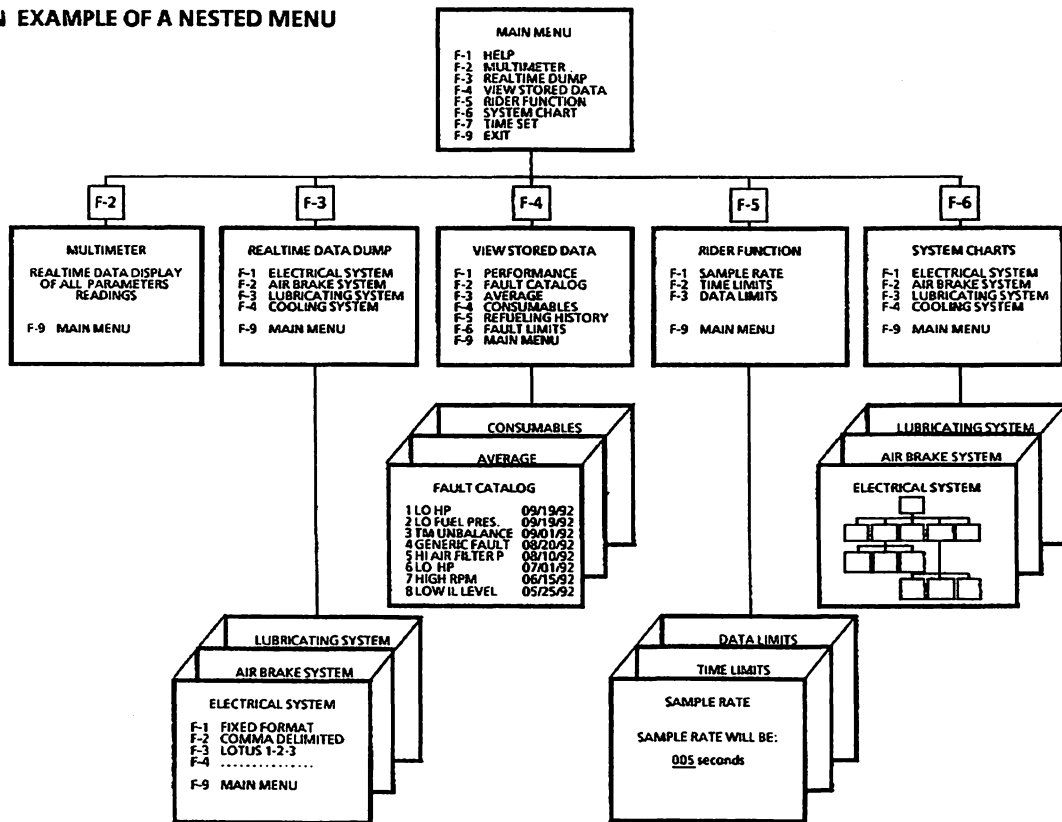 N EXAMPLE OF A NESTED MENU
MAIN MENU
F-1 HELP
F-2 MULTIMETER
F-3 REALTIME DUMP
F-4 VIEW STORED DATA
F-5 RIDER FUNCTION
F-6 SYSTEM CHART
F-7 TIME SET
F-9 EXIT
F-2
F-3
F-4
F-5
F-6
MULTIMETER
REALTIME DATA DISPLAY
OF ALL PARAMETERS
READINGS
F-9 MAIN MENU
REALTIME DATA DUMP
F-1 ELECTRICAL SYSTEM
F-2 AIR BRAKE SYSTEM
F-3 LUBRICATING SYSTEM
F-4 COOLING SYSTEM
F-9 MAIN MENU
VIEW STORED DATA
F-1 PERFORMANCE
F-2 FAULT CATALOG
F-3 AVERAGE
F-4 CONSUMABLES
F-5 REFUELING HISTORY
F-6 FAULT LIMITS
F-9 MAIN MENU
RIDER FUNCTION
F-1 SAMPLE RATE
F-2 TIME LIMITS
F-3 DATA LIMITS
F-9 MAIN MENU
SYSTEM CHARTS
F-1 ELECTRICAL SYSTEM
F-2 AIR BRAKE SYSTEM
F-3 LUBRICATING SYSTEM
F-4 COOLING SYSTEM
F-9 MAIN MENU
CONSUMABLES
AVERAGE
FAULT CATALOG
1 LO HP 09/19/92
2 LO FUEL PRES. 09/19/92
3 TM UNBALANCE 09/01/92
4 GENERIC FAULT 08/20/92
5 HI AIR FILTER P 08/10/92
6 LO HP 07/01/92
7 HIGH RPM 06/15/92
8 LOW IL LEVEL 05/25/92
LUBRICATING SYSTEM
AIR BRAKE SYSTEM
ELECTRICAL SYSTEM
LUBRICATING SYSTEM
AIR BRAKE SYSTEM
ELECTRICAL SYSTEM
F-1 FIXED FORMAT
F-2 COMMA DELIMITED
F-3 LOTUS 1-2-3
F-4 ...............
F-9 MAIN MENU
DATA LIMITS
TIME LIMITS
SAMPLE RATE
SAMPLE RATE WILL BE:
005 seconds